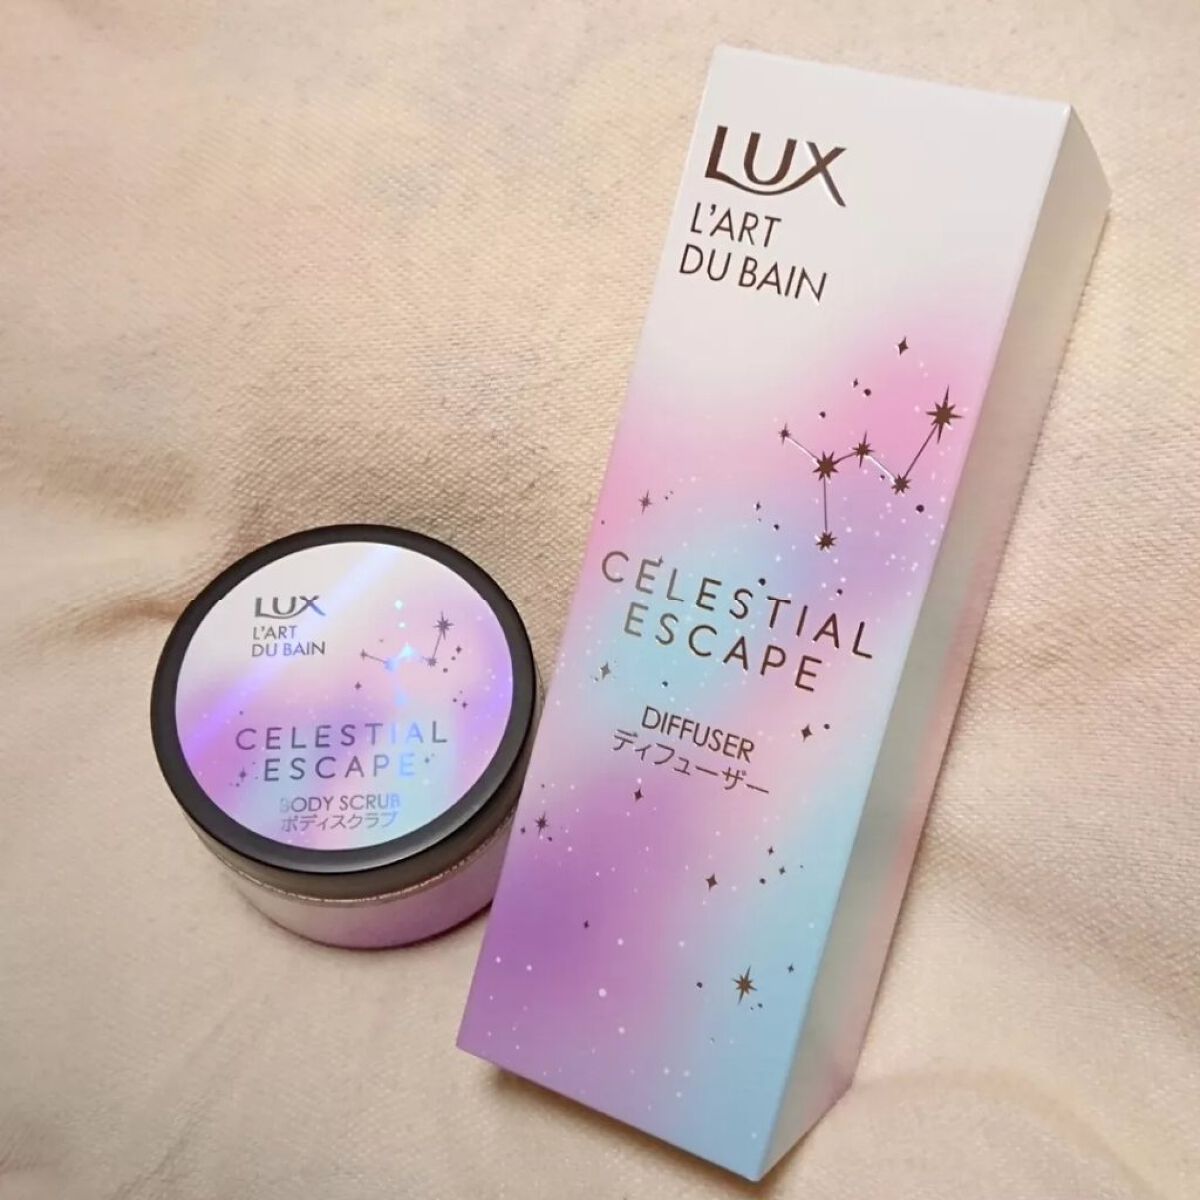 LUX
L'ART
DU BAIN
CELESTIAL
ESCAPE
BODY SCRUB
ボディスクラブ
LUX
L'ART
DU BAIN
CELESTIAL
ESCAPE
DIFFUSER
ディフューザー